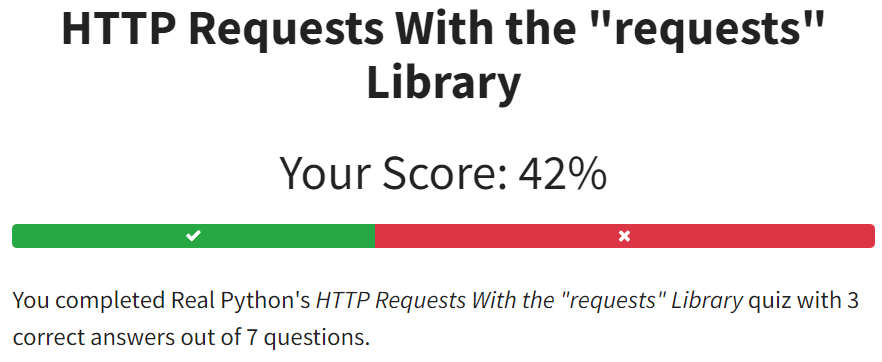 HTTP Requests With the "requests"
Library
Your Score: 42%
You completed Real Python's HTTP Requests With the "requests" Library quiz with 3
correct answers out of 7 questions.